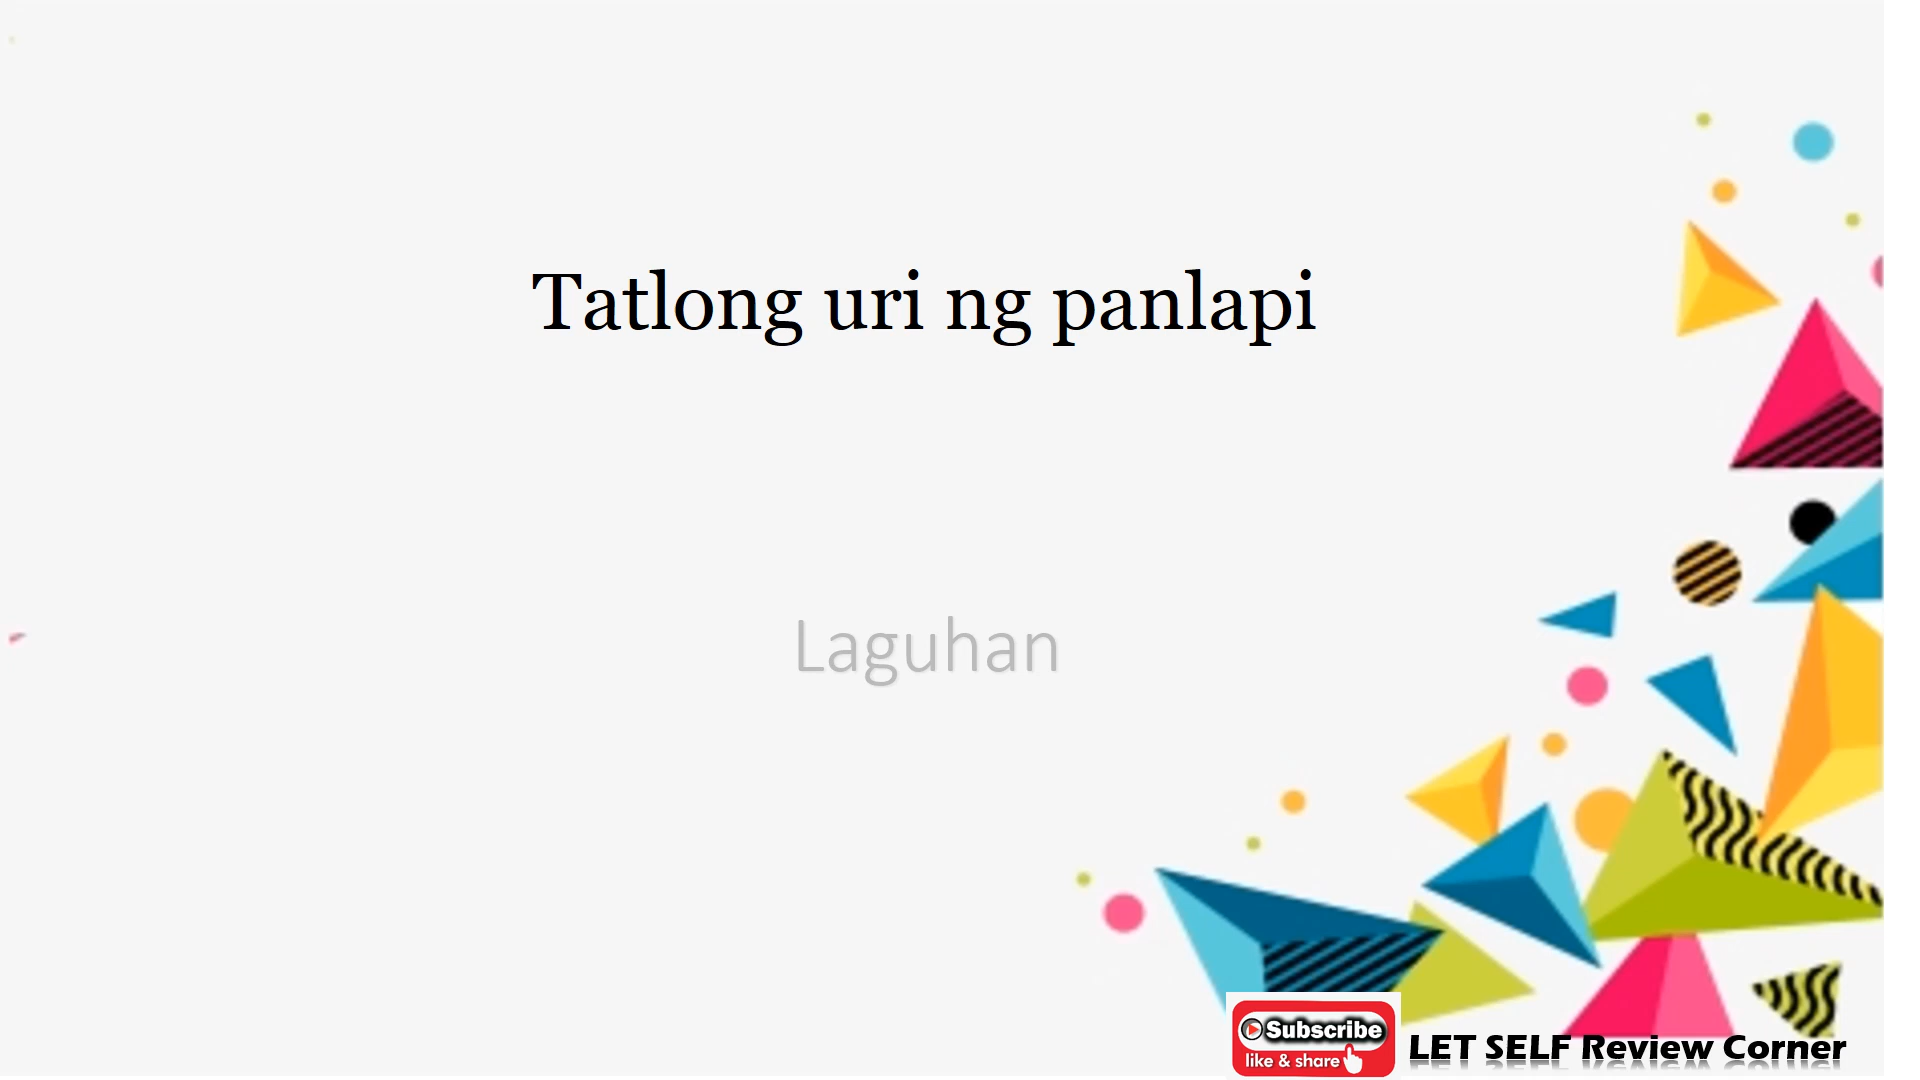 Tatlong uri ng panlapi
Laguhan
Subscribe
like & share
LET SELF Review Corner